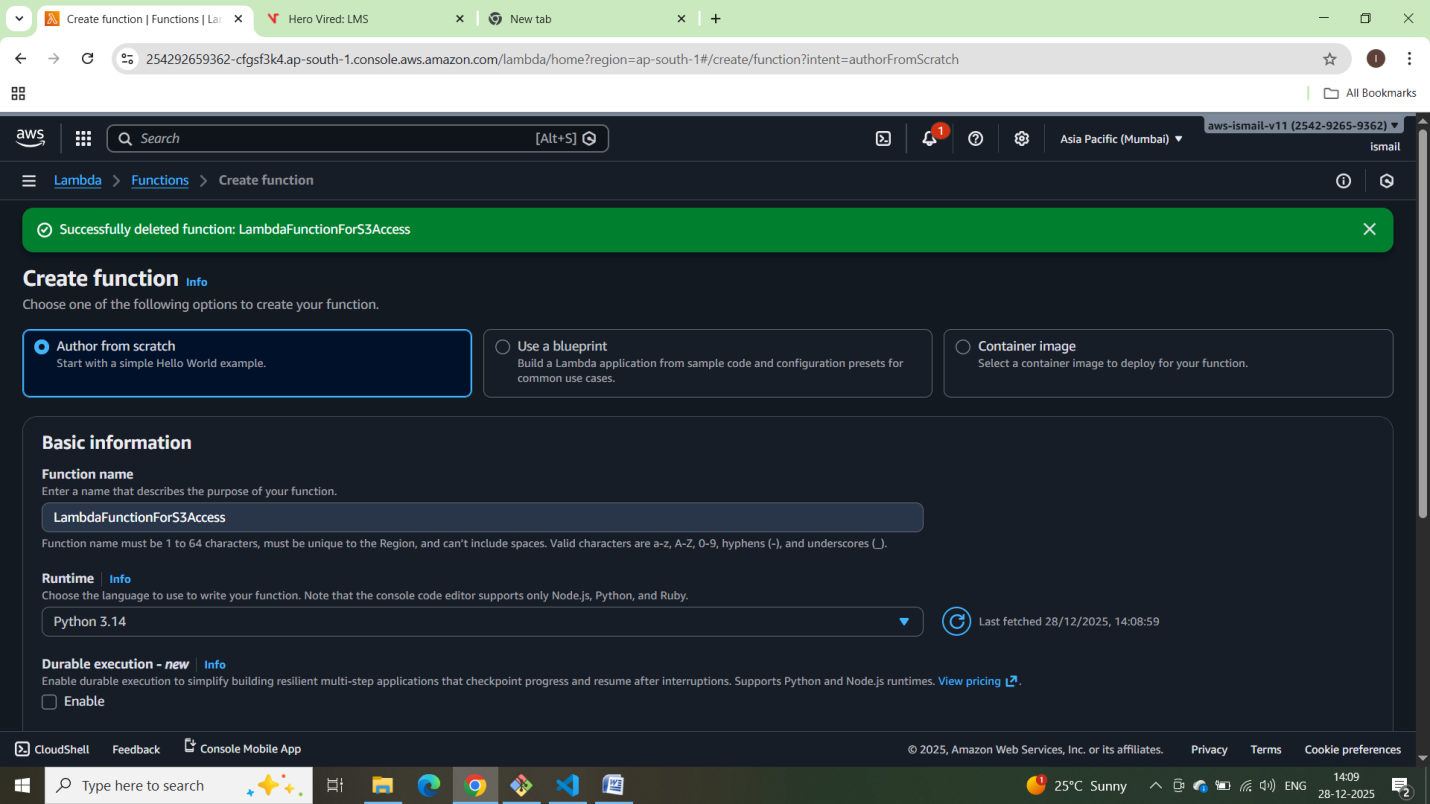 Create function | Functions | La
Hero Vired: LMS
New tab
254292659362-cfgsf3k4.ap-south-1.console.aws.amazon.com/lambda/home?region=ap-south-1#/create/function?intent=authorFromScratch
I
All Bookmarks
aws
Search
[Alt+S]
1
Asia Pacific (Mumbai)
aws-ismail-v11 (2542-9265-9362)
ismail
Lambda
Functions
Create function
Successfully deleted function: LambdaFunctionForS3Access
Create function
Info
Choose one of the following options to create your function.
Author from scratch
Start with a simple Hello World example.
Use a blueprint
Build a Lambda application from sample code and configuration presets for
common use cases.
Container image
Select a container image to deploy for your function.
Basic information
Function name
Enter a name that describes the purpose of your function.
LambdaFunctionForS3Access
Function name must be 1 to 64 characters, must be unique to the Region, and can't include spaces. Valid characters are a-z, A-Z, 0-9, hyphens (-), and underscores (_).
Runtime
Info
Choose the language to use to write your function. Note that the console code editor supports only Node.js, Python, and Ruby.
Python 3.14
Last fetched 28/12/2025, 14:08:59
Durable execution - new
Info
Enable durable execution to simplify building resilient multi-step applications that checkpoint progress and resume after interruptions. Supports Python and Node.js runtimes. View pricing.
Enable
CloudShell
Feedback
Console Mobile App
© 2025, Amazon Web Services, Inc. or its affiliates.
Privacy
Terms
Cookie preferences
Type here to search
1
25°C Sunny
ENG
14:09
28-12-2025
2